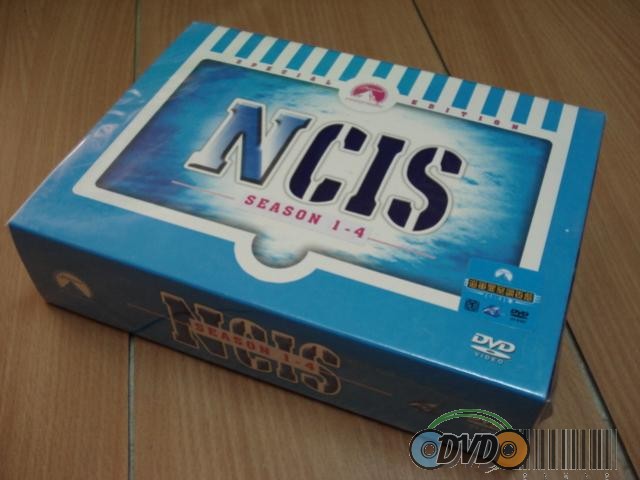 SPECIAL EDITION
NCIS
SEASON 1-4
DVD
VIDEO
NCIS
SEASON 1-4
DVD